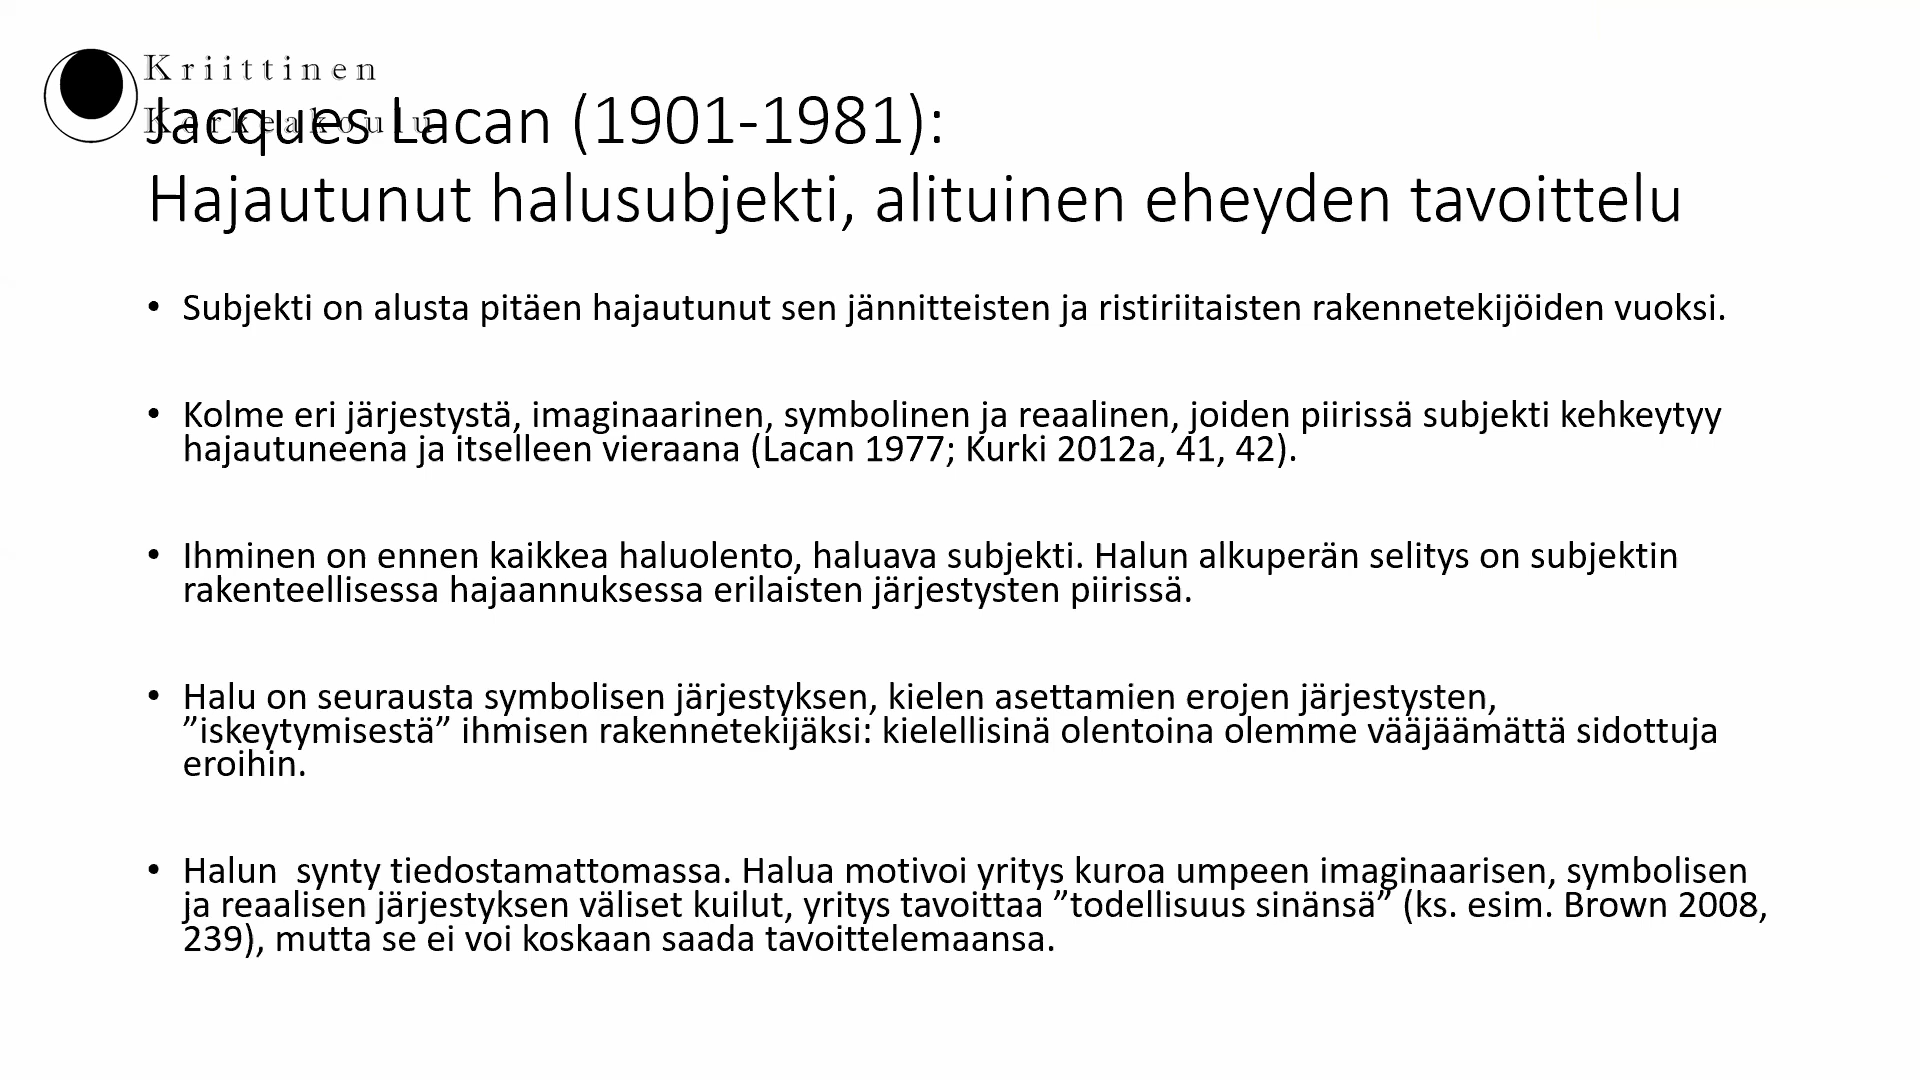 Kriittinen
Korkeakoulu
Jacques Lacan (1901-1981):
Hajautunut halusubjekti, alituinen eheyden tavoittelu
• Subjekti on alusta pitäen hajautunut sen jännitteisten ja ristiriitaisten rakennetekijöiden vuoksi.
• Kolme eri järjestystä, imaginaarinen, symbolinen ja reaalinen, joiden piirissä subjekti kehkeytyy
hajautuneena ja itselleen vieraana (Lacan 1977; Kurki 2012a, 41, 42).
• Ihminen on ennen kaikkea haluolento, haluava subjekti. Halun alkuperän selitys on subjektin
rakenteellisessa hajaannuksessa erilaisten järjestysten piirissä.
• Halu on seurausta symbolisen järjestyksen, kielen asettamien erojen järjestysten,
”iskeytymisestä” ihmisen rakennetekijäksi: kielellisinä olentoina olemme vääjäämättä sidottuja
eroihin.
• Halun  synty tiedostamattomassa. Halua motivoi yritys kuroa umpeen imaginaarisen, symbolisen
ja reaalisen järjestyksen väliset kuilut, yritys tavoittaa ”todellisuus sinänsä” (ks. esim. Brown 2008,
239), mutta se ei voi koskaan saada tavoittelemaansa.